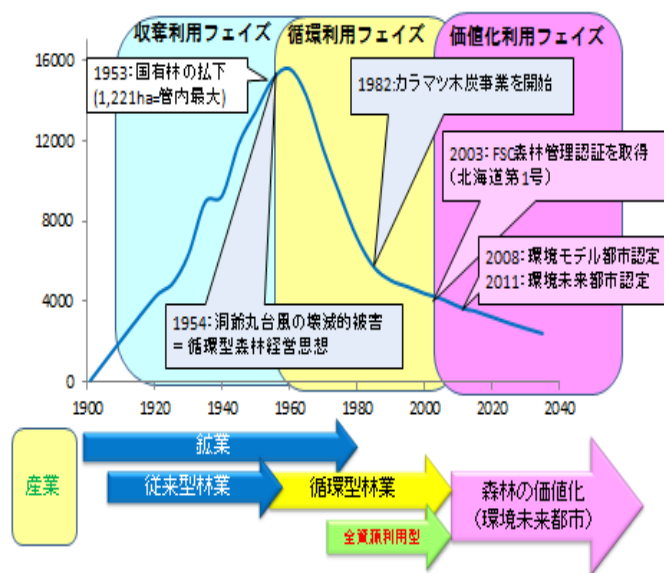 収奪利用フェイズ
循環利用フェイズ
価値化利用フェイズ
16000
12000
8000
4000
0
1900
1920
1940
1960
1980
2000
2020
2040
1953:国有林の払下
(1,221ha=管内最大)
1954:洞爺丸台風の壊滅的被害
= 循環型森林経営思想
1982:カラマツ木炭事業を開始
2003:FSC森林管理認証を取得
(北海道第1号)
2008:環境モデル都市認定
2011:環境未来都市認定
産業
鉱業
従来型林業
循環型林業
全資源利用型
森林の価値化
(環境未来都市)